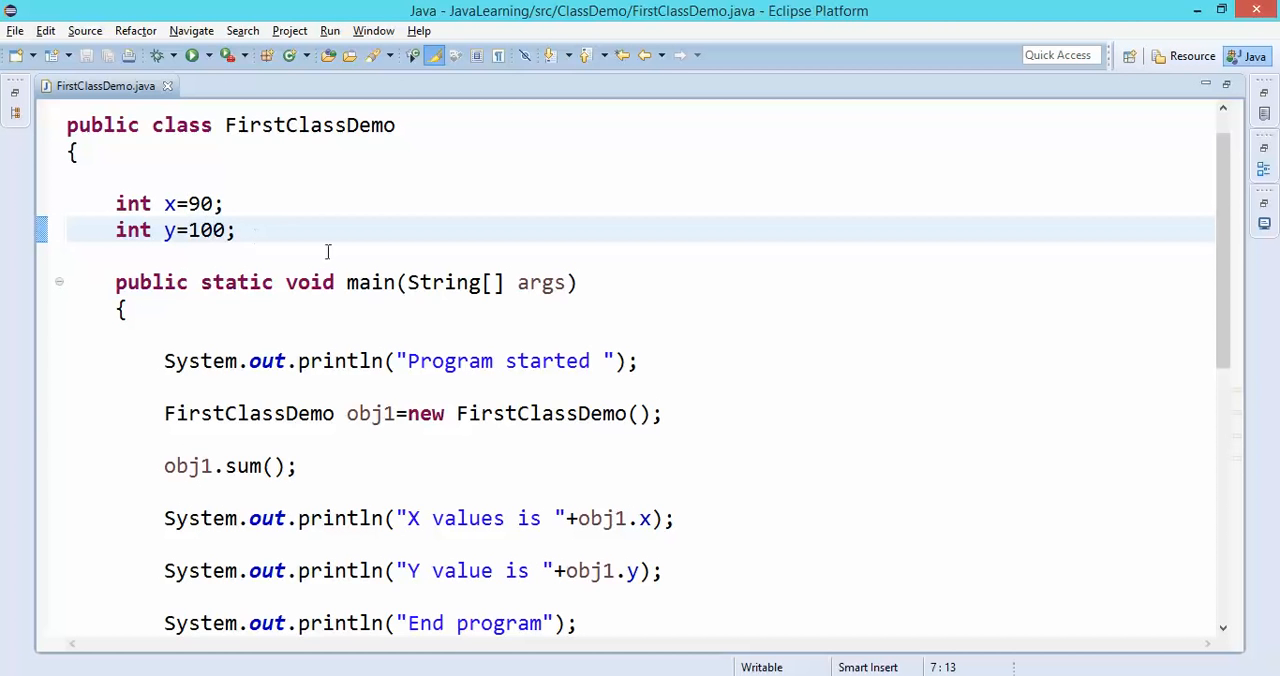 Java - JavaLearning/src/ClassDemo/FirstClassDemo.java - Eclipse Platform
File Edit Source Refactor Navigate Search Project Run Window Help
Quick Access Resource Java
FirstClassDemo.java
public class FirstClassDemo
{
int x=90;
int y=100;
public static void main(String[] args)
{
System.out.println("Program started ");
FirstClassDemo obj1=new FirstClassDemo();
obj1.sum();
System.out.println("X values is "+obj1.x);
System.out.println("Y value is "+obj1.y);
System.out.println("End program");
Writable Smart Insert 7 : 13